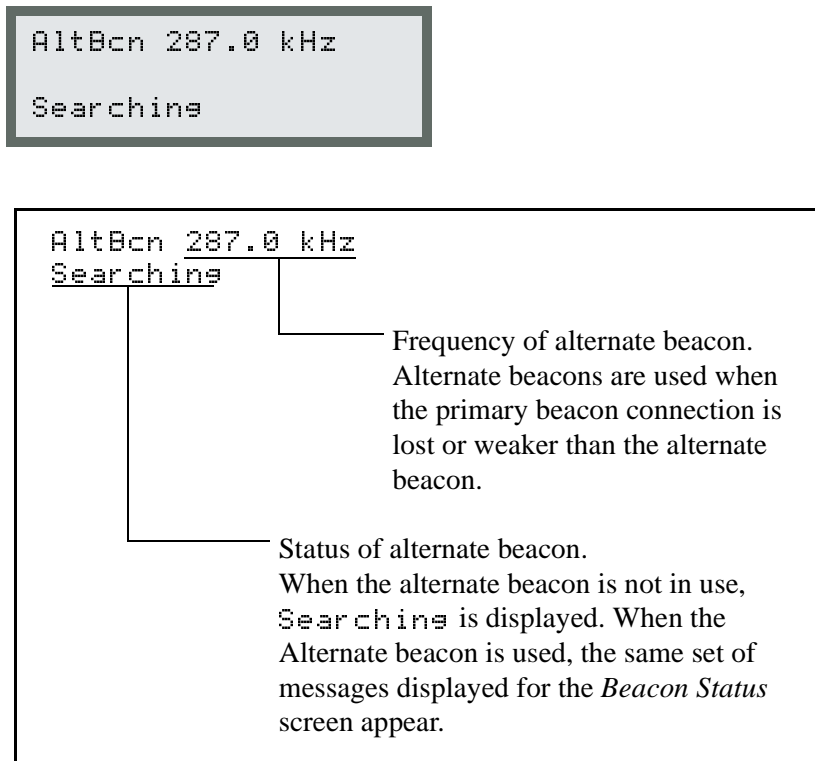 AltBcn 287.0 kHz
Searching
AltBcn 287.0 kHz
Searching
Frequency of alternate beacon.
Alternate beacons are used when
the primary beacon connection is
lost or weaker than the alternate
beacon.
Status of alternate beacon.
When the alternate beacon is not in use,
Searching is displayed. When the
Alternate beacon is used, the same set of
messages displayed for the Beacon Status
screen appear.